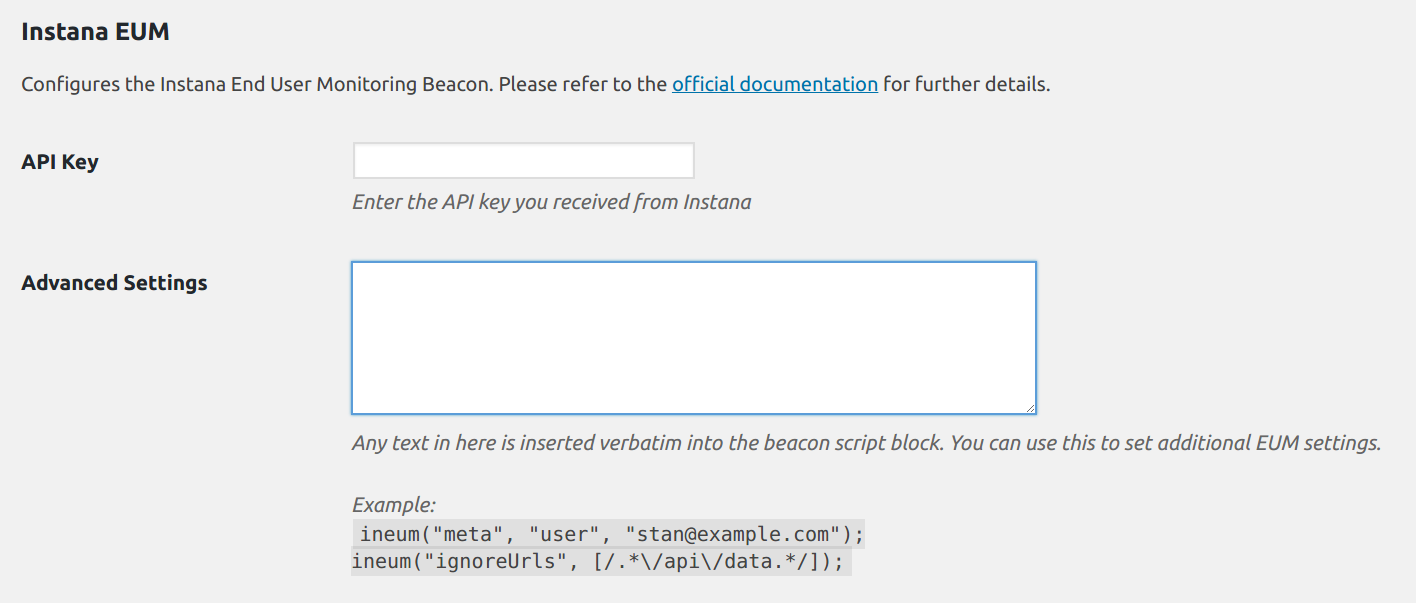 Instana EUM
Configures the Instana End User Monitoring Beacon. Please refer to the official documentation for further details.
API Key
Enter the API key you received from Instana
Advanced Settings
Any text in here is inserted verbatim into the beacon script block. You can use this to set additional EUM settings.
Example:
ineum("meta", "user", "stan@example.com");
ineum("ignoreUrls", [/.*\/api\/data.*/]);